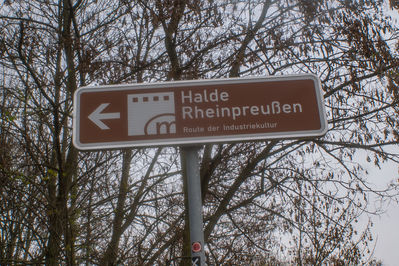 Halde
Rheinpreußen
Route der Industriekultur